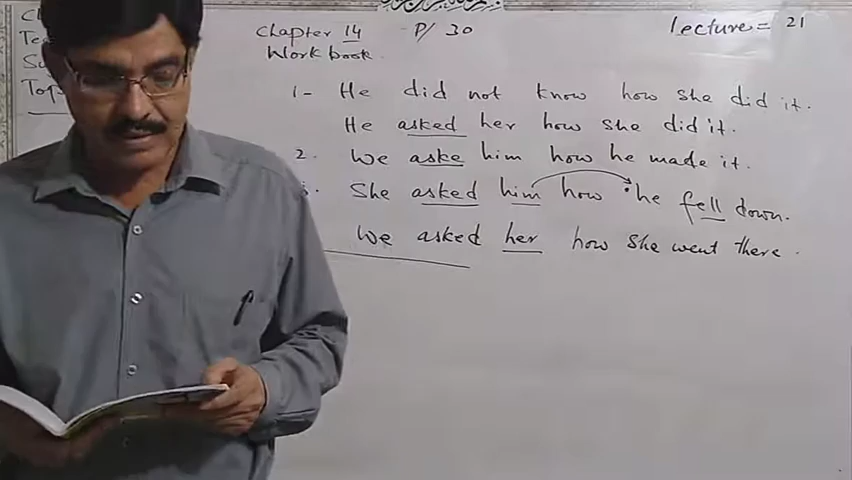 Chapter 14 P/ 30 lecture = 21
Work book.
1- He did not know how she did it.
He asked her how she did it.
2. We aske him how he made it.
She asked him how he fell down.
We asked her how she went there.